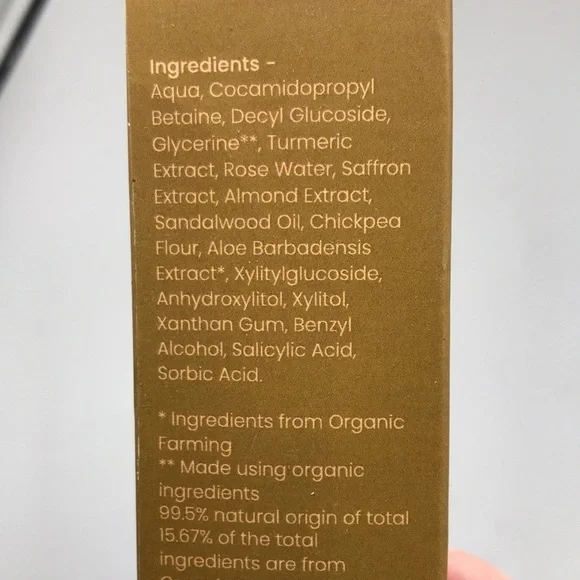 Ingredients -
Aqua, Cocamidopropyl
Betaine, Decyl Glucoside,
Glycerine**, Turmeric
Extract, Rose Water, Saffron
Extract, Almond Extract,
Sandalwood Oil, Chickpea
Flour, Aloe Barbadensis
Extract*, Xylitylglucoside,
Anhydroxylitol, Xylitol,
Xanthan Gum, Benzyl
Alcohol, Salicylic Acid,
Sorbic Acid.
* Ingredients from Organic
Farming
** Made using organic
ingredients
99.5% natural origin of total
15.67% of the total
ingredients are from